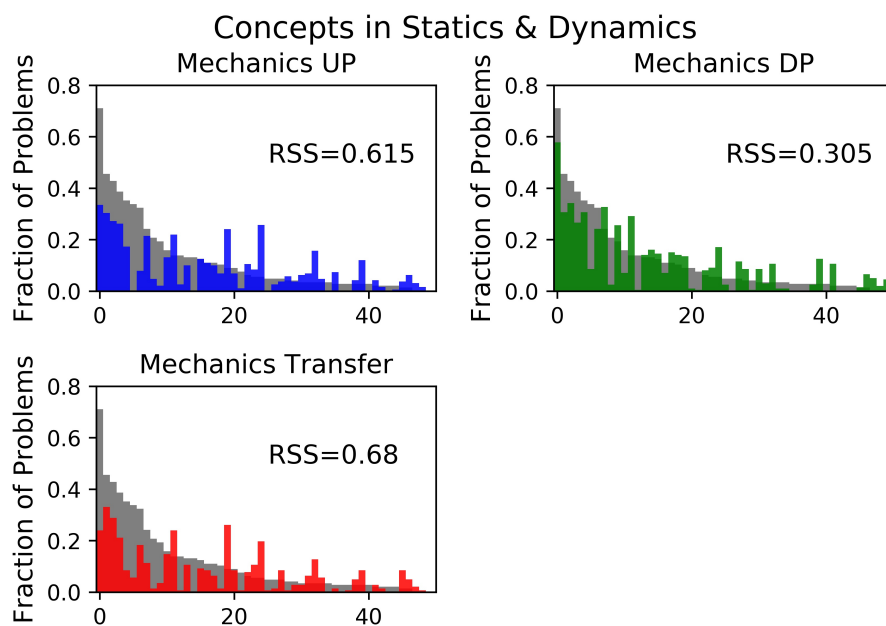 Concepts in Statics & Dynamics
Mechanics UP
Mechanics DP
Fraction of Problems
0.8
0.6
0.4
0.2
0.0
RSS=0.615
0
20
40
Fraction of Problems
0.8
0.6
0.4
0.2
0.0
RSS=0.305
0
20
40
Mechanics Transfer
Fraction of Problems
0.8
0.6
0.4
0.2
0.0
RSS=0.68
0
20
40